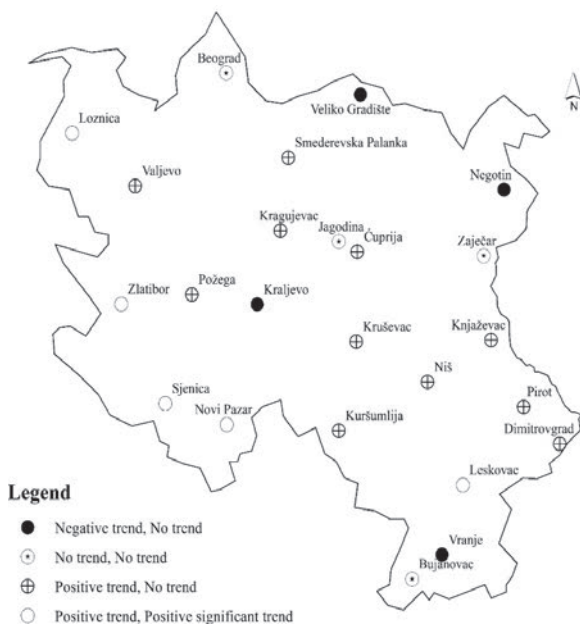 Beograd
Veliko Gradište
N
Loznica
Smederevska Palanka
Valjevo
Negotin
Kragujevac
Jagodina
Ćuprija
Zaječar
Zlatibor
Požega
Kraljevo
Kruševac
Knjaževac
Niš
Sjenica
Novi Pazar
Kuršumlija
Pirot
Dimitrovgrad
Leskovac
Vranje
Bujanovac
Legend
Negative trend, No trend
No trend, No trend
Positive trend, No trend
Positive trend, Positive significant trend